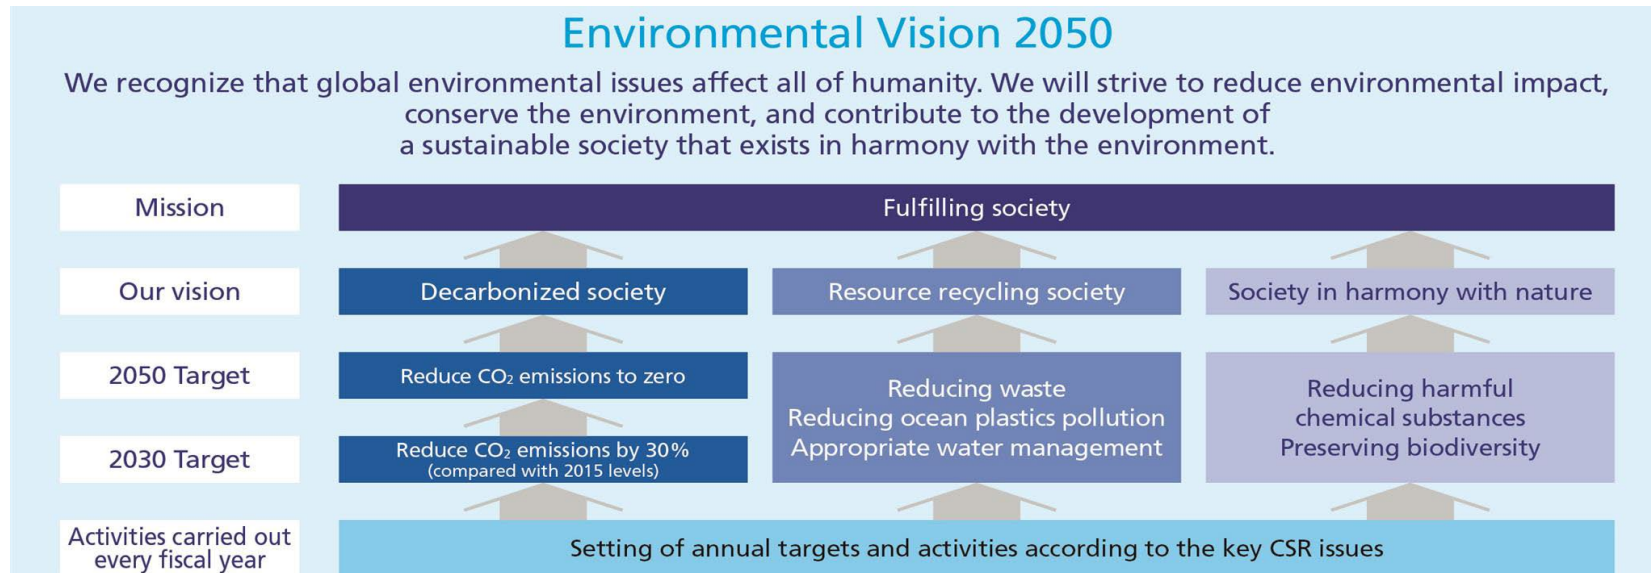 Environmental Vision 2050
We recognize that global environmental issues affect all of humanity. We will strive to reduce environmental impact,
conserve the environment, and contribute to the development of
a sustainable society that exists in harmony with the environment.
Mission
Fulfilling society
Our vision
Decarbonized society
Resource recycling society
Society in harmony with nature
2050 Target
Reduce CO₂ emissions to zero
2030 Target
Reduce CO₂ emissions by 30%
(compared with 2015 levels)
Reducing waste
Reducing ocean plastics pollution
Appropriate water management
Reducing harmful
chemical substances
Preserving biodiversity
Activities carried out
every fiscal year
Setting of annual targets and activities according to the key CSR issues